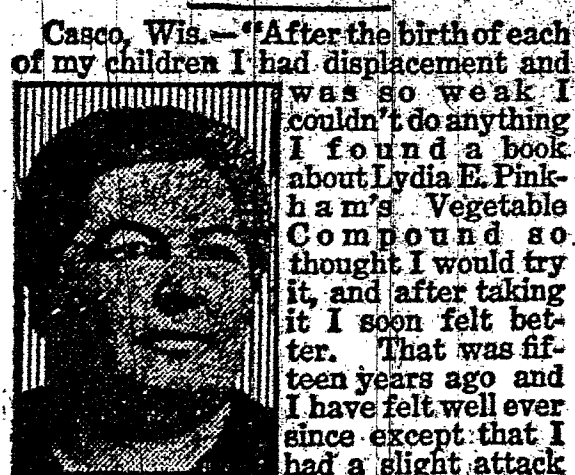 Casco, Wis.—"After the birth of each
of my children I had displacement and
was so weak I
couldn't do anything
I found a book
about Lydia E. Pink-
ham's Vegetable
Compound so
thought I would try
it, and after taking
it I soon felt bet-
ter. That was fif-
teen years ago and
I have felt well ever
since except that I
had a slight attack